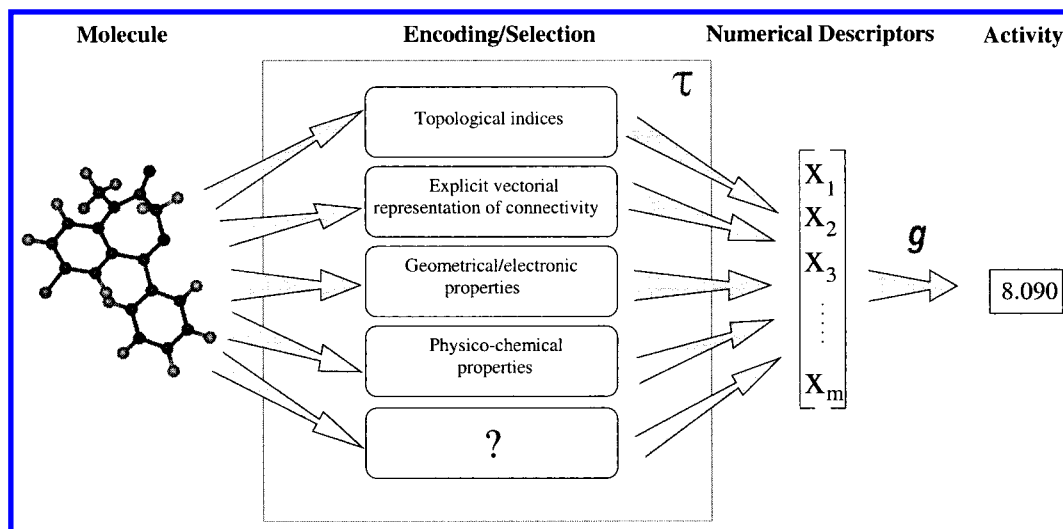 Molecule
Encoding/Selection
Numerical Descriptors
Activity
τ
Topological indices
Explicit vectorial
representation of connectivity
Geometrical/electronic
properties
Physico-chemical
properties
?
X1
X2
X3
......
Xm
g
8.090